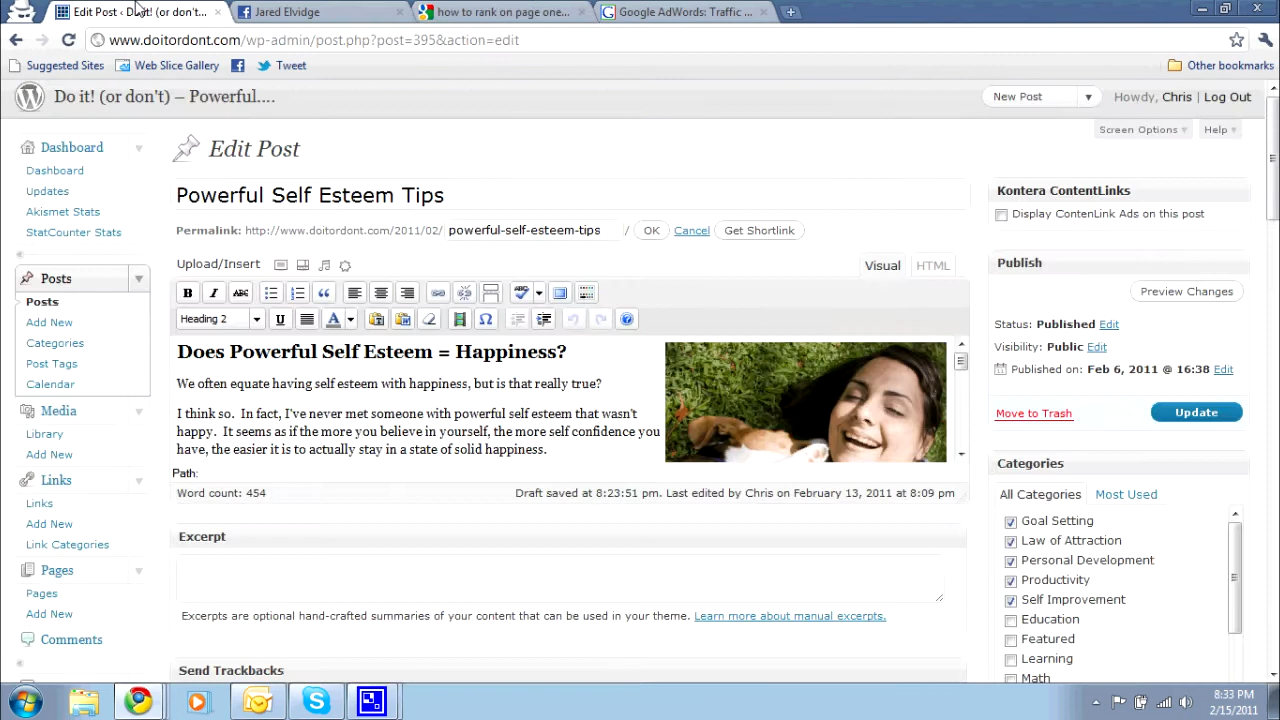 Edit Post ‹ Do it! (or don't...
Jared Elvidge
how to rank on page one...
Google AdWords: Traffic ...
www.doitordont.com/wp-admin/post.php?post=395&action=edit
Suggested Sites
Web Slice Gallery
Tweet
Other bookmarks
Do it! (or don't) – Powerful....
New Post
Howdy, Chris | Log Out
Screen Options
Help
Dashboard
Dashboard
Updates
Akismet Stats
StatCounter Stats
Posts
Posts
Add New
Categories
Post Tags
Calendar
Media
Library
Add New
Links
Links
Add New
Link Categories
Pages
Pages
Add New
Comments
Edit Post
Powerful Self Esteem Tips
Permalink: http://www.doitordont.com/2011/02/ powerful-self-esteem-tips / OK Cancel Get Shortlink
Upload/Insert
Visual HTML
B I ABC
Heading 2 U A
Does Powerful Self Esteem = Happiness?
We often equate having self esteem with happiness, but is that really true?
I think so. In fact, I've never met someone with powerful self esteem that wasn't
happy. It seems as if the more you believe in yourself, the more self confidence you
have, the easier it is to actually stay in a state of solid happiness.
Path:
Word count: 454
Draft saved at 8:23:51 pm. Last edited by Chris on February 13, 2011 at 8:09 pm
Excerpt
Excerpts are optional hand-crafted summaries of your content that can be used in your theme. Learn more about manual excerpts.
Send Trackbacks
Kontera ContentLinks
Display ContenLink Ads on this post
Publish
Preview Changes
Status: Published Edit
Visibility: Public Edit
Published on: Feb 6, 2011 @ 16:38 Edit
Move to Trash
Update
Categories
All Categories Most Used
Goal Setting
Law of Attraction
Personal Development
Productivity
Self Improvement
Education
Featured
Learning
Math
8:33 PM
2/15/2011